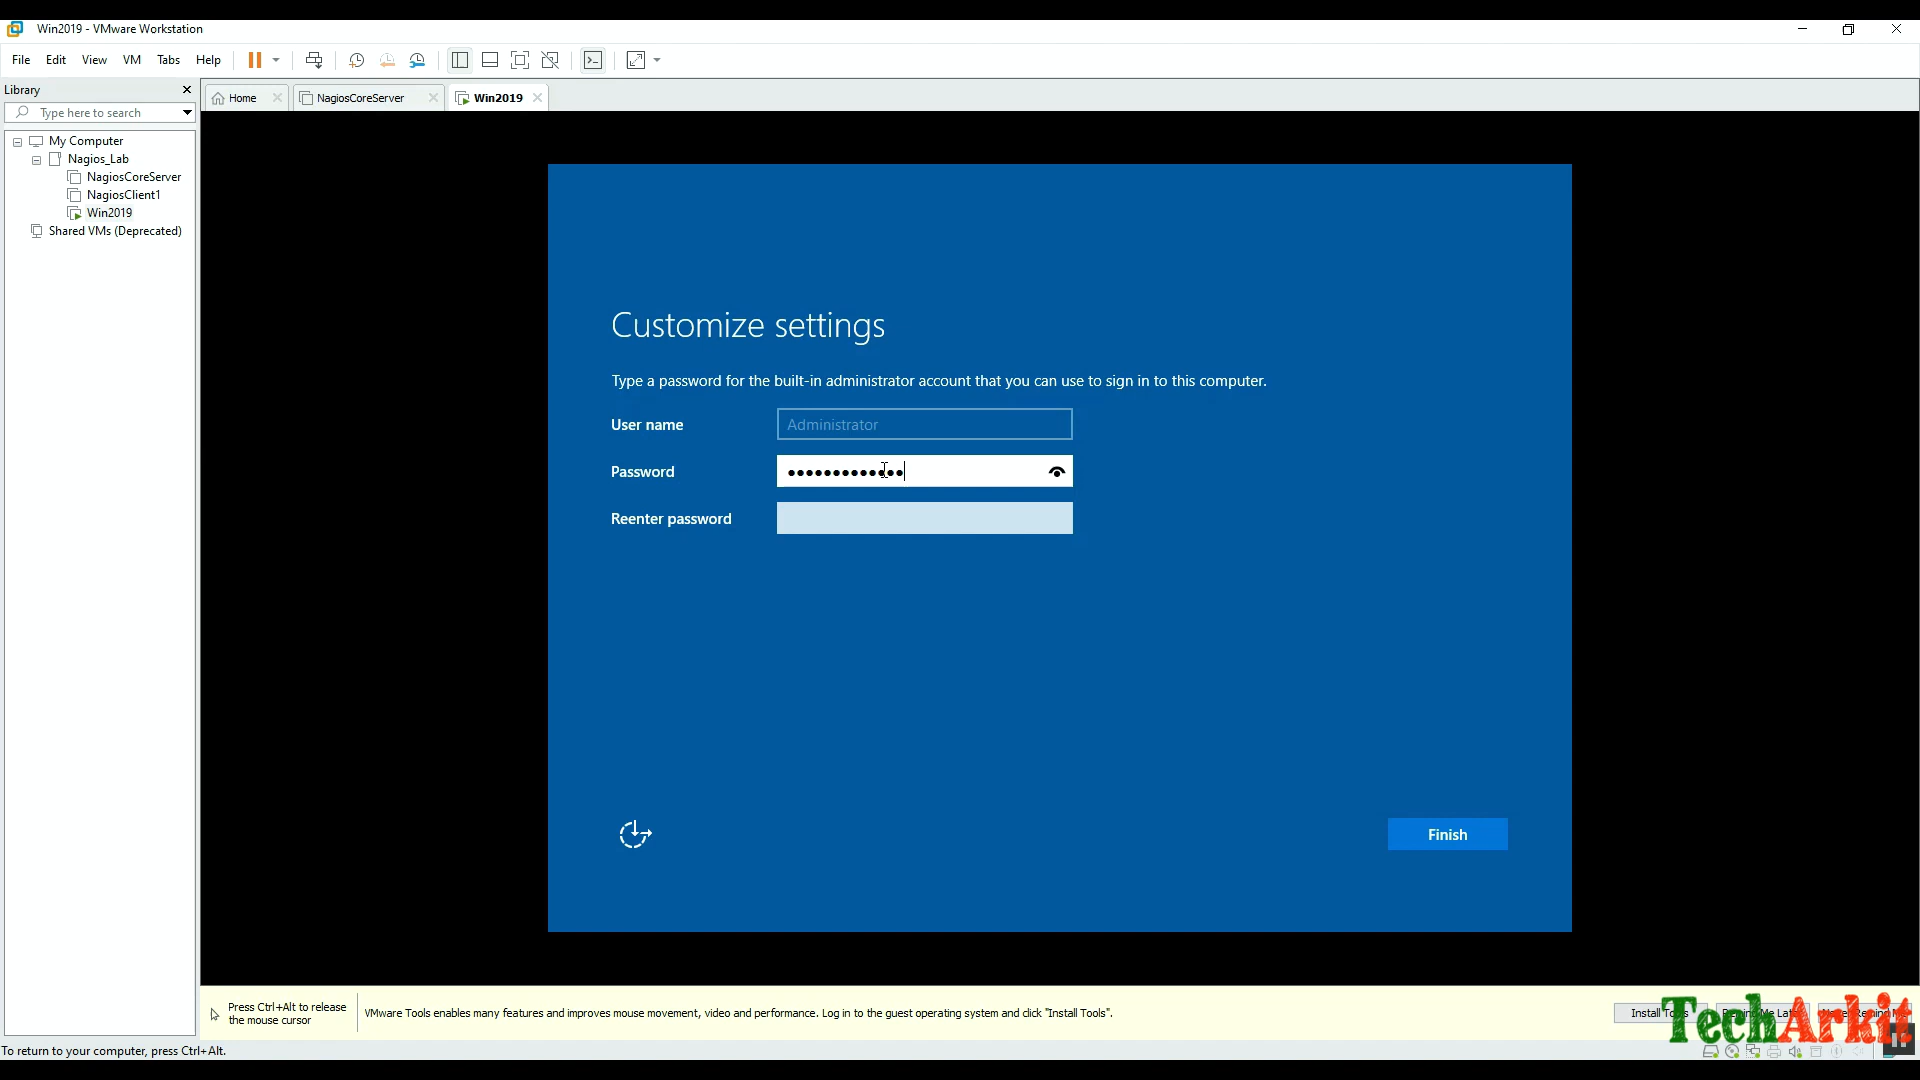 Win2019 - VMware Workstation
File Edit View VM Tabs Help
Library
Type here to search
Home
NagiosCoreServer
Win2019
My Computer
Nagios_Lab
NagiosCoreServer
NagiosClient1
Win2019
Shared VMs (Deprecated)
Customize settings
Type a password for the built-in administrator account that you can use to sign in to this computer.
User name
Administrator
Password
Reenter password
Finish
Press Ctrl+Alt to release
the mouse cursor
VMware Tools enables many features and improves mouse movement, video and performance. Log in to the guest operating system and click "Install Tools".
Install
TechArkit
To return to your computer, press Ctrl+Alt.